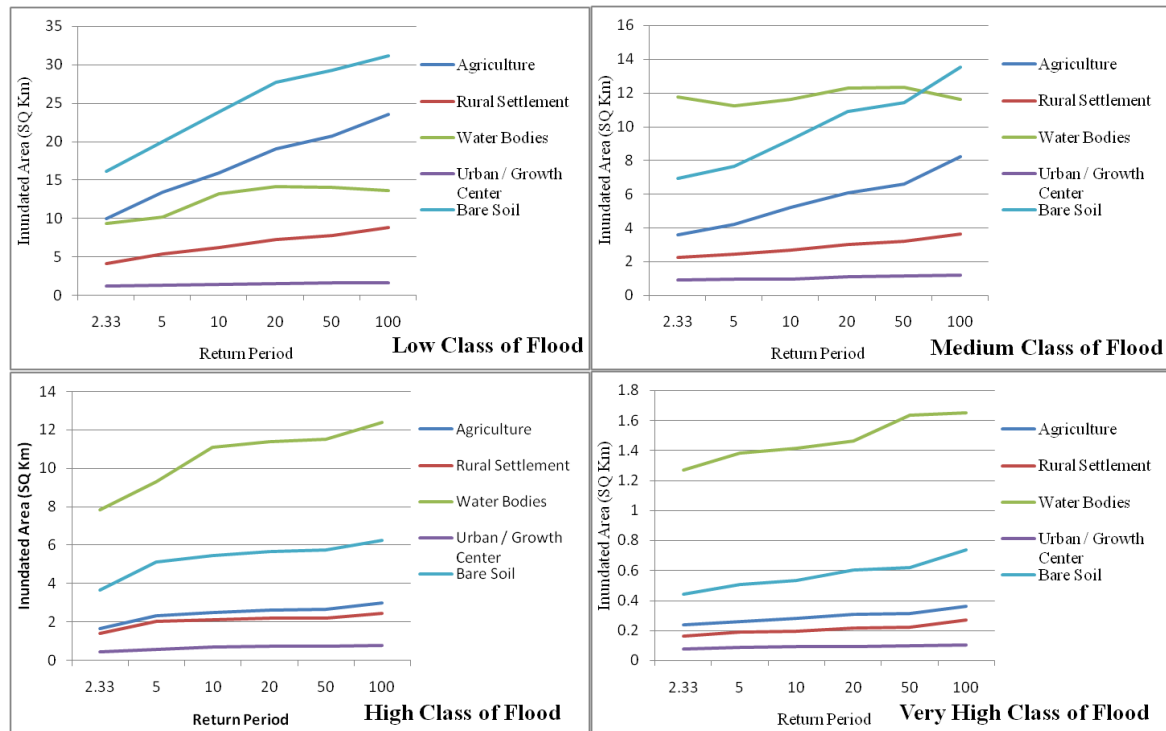 Inundated Area (SQ Km)
35
30
25
20
15
10
5
0
2.33 5 10 20 50 100
Return Period
Agriculture
Rural Settlement
Water Bodies
Urban / Growth
Center
Bare Soil
Low Class of Flood
Inundated Area (SQ Km)
16
14
12
10
8
6
4
2
0
2.33 5 10 20 50 100
Return Period
Agriculture
Rural Settlement
Water Bodies
Urban / Growth
Center
Bare Soil
Medium Class of Flood
Inundated Area (SQ Km)
14
12
10
8
6
4
2
0
2.33 5 10 20 50 100
Return Period
Agriculture
Rural Settlement
Water Bodies
Urban / Growth
Center
Bare Soil
High Class of Flood
Inundated Area (SQ Km)
1.8
1.6
1.4
1.2
1
0.8
0.6
0.4
0.2
0
2.33 5 10 20 50 100
Return Period
Agriculture
Rural Settlement
Water Bodies
Urban / Growth
Center
Bare Soil
Very High Class of Flood